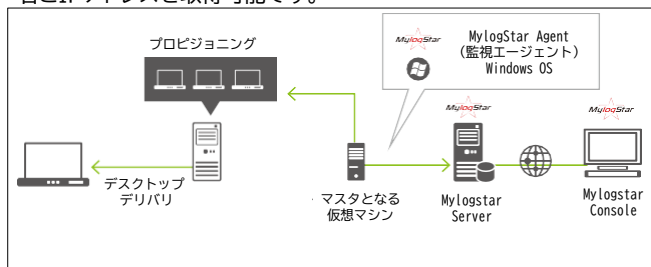 プロビジョニング
MylogStar
MylogStar Agent
(監視エージェント)
Windows OS
MylogStar
MylogStar
デスクトップ
デリバリ
マスタとなる
仮想マシン
Mylogstar
Server
Mylogstar
Console